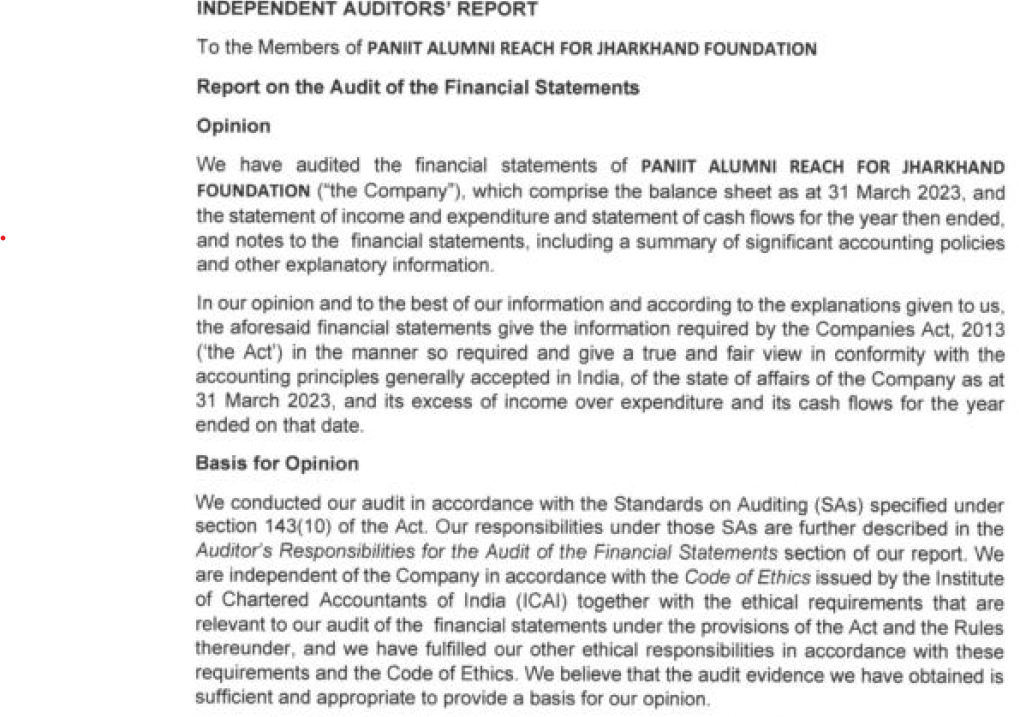 INDEPENDENT AUDITORS' REPORT
To the Members of PANIIT ALUMNI REACH FOR JHARKHAND FOUNDATION
Report on the Audit of the Financial Statements
Opinion
We have audited the financial statements of PANIIT ALUMNI REACH FOR JHARKHAND
FOUNDATION ("the Company"), which comprise the balance sheet as at 31 March 2023, and
the statement of income and expenditure and statement of cash flows for the year then ended,
and notes to the financial statements, including a summary of significant accounting policies
and other explanatory information.
In our opinion and to the best of our information and according to the explanations given to us,
the aforesaid financial statements give the information required by the Companies Act, 2013
('the Act') in the manner so required and give a true and fair view in conformity with the
accounting principles generally accepted in India, of the state of affairs of the Company as at
31 March 2023, and its excess of income over expenditure and its cash flows for the year
ended on that date.
Basis for Opinion
We conducted our audit in accordance with the Standards on Auditing (SAs) specified under
section 143(10) of the Act. Our responsibilities under those SAs are further described in the
Auditor's Responsibilities for the Audit of the Financial Statements section of our report. We
are independent of the Company in accordance with the Code of Ethics issued by the Institute
of Chartered Accountants of India (ICAI) together with the ethical requirements that are
relevant to our audit of the financial statements under the provisions of the Act and the Rules
thereunder, and we have fulfilled our other ethical responsibilities in accordance with these
requirements and the Code of Ethics. We believe that the audit evidence we have obtained is
sufficient and appropriate to provide a basis for our opinion.